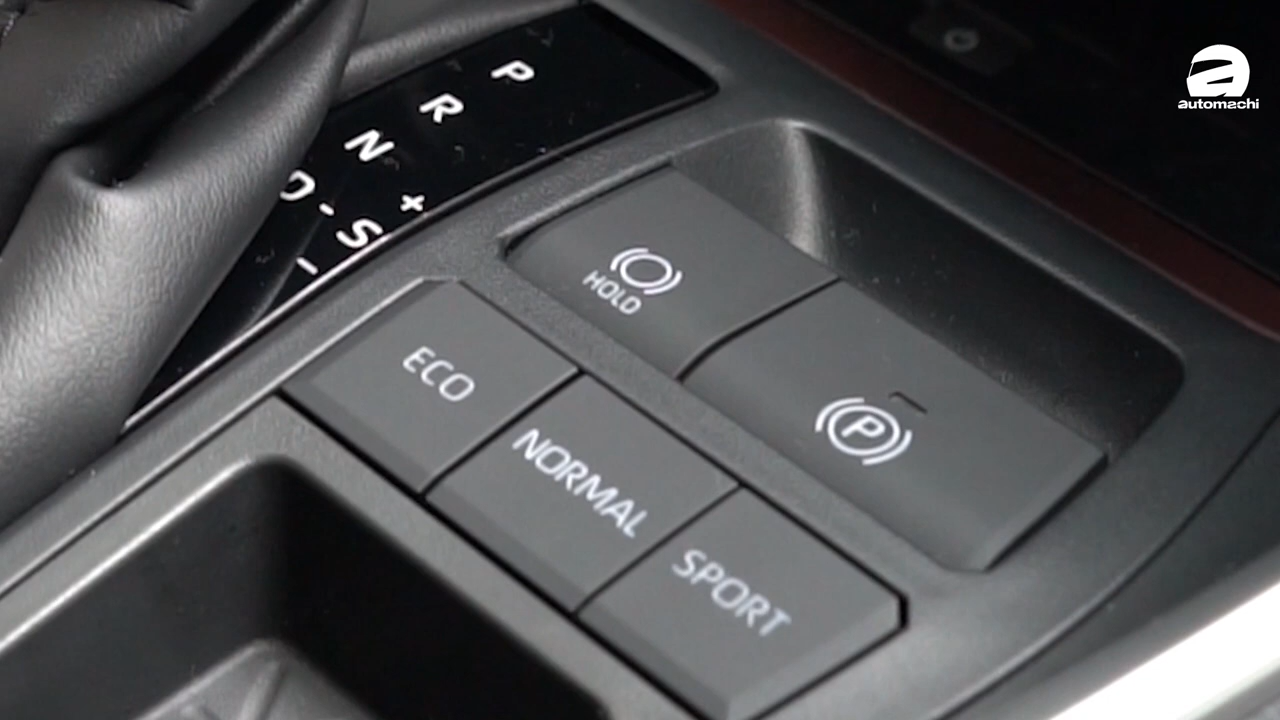 automachi
P
R
N
D - S
+
-
HOLD
P
ECO
NORMAL
SPORT